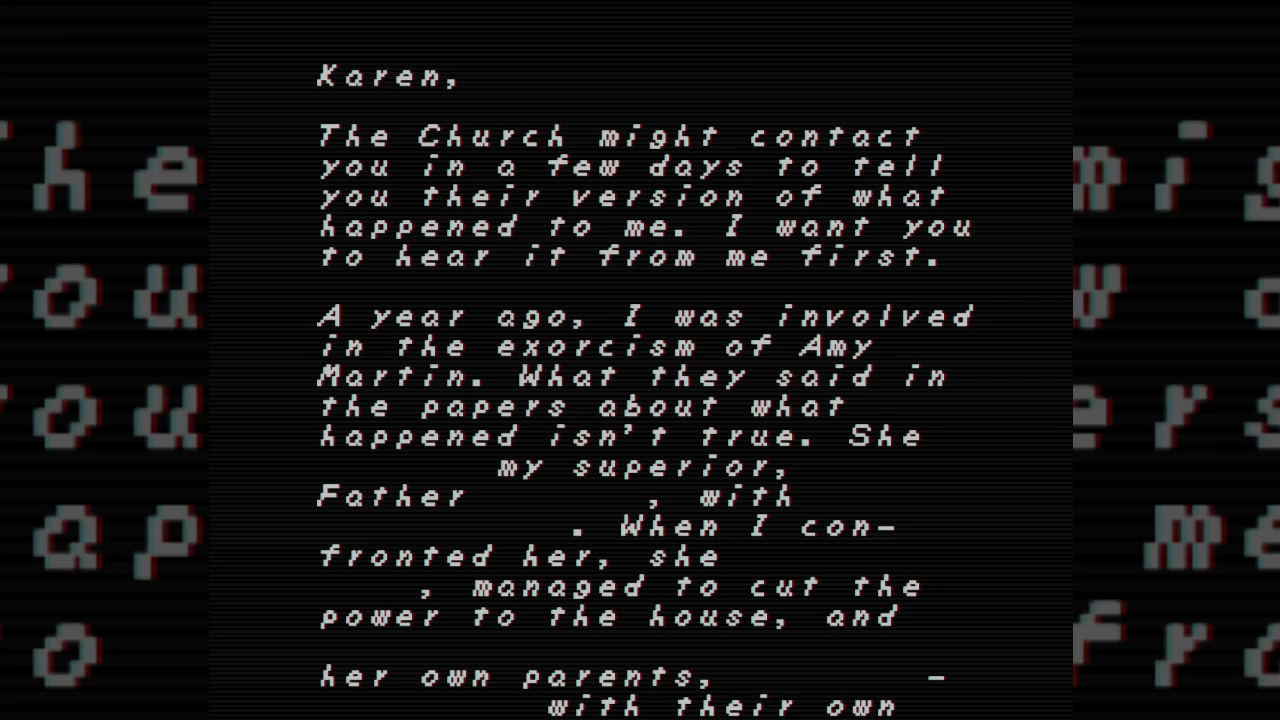 Karen,
The Church might contact
you in a few days to tell
you their version of what
happened to me. I want you
to hear it from me first.
A year ago, I was involved
in the exorcism of Amy
Martin. What they said in
the papers about what
happened isn't true. She
my superior,
Father , with
. When I con-
fronted her, she
, managed to cut the
power to the house, and
her own parents, -
with their own